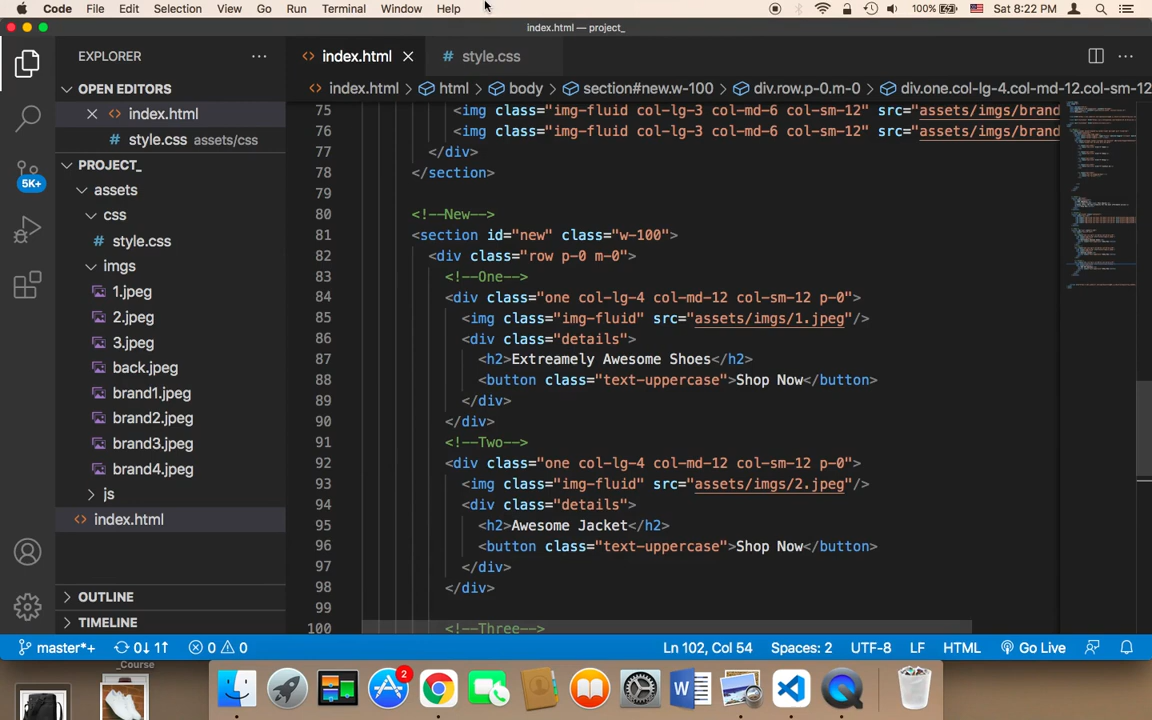 Code File Edit Selection View Go Run Terminal Window Help 100% Sat 8:22 PM
index.html — project_
EXPLORER ···
index.html
style.css
index.html > html > body > section#new.w-100 > div.row.p-0.m-0 > div.one.col-lg-4.col-md-12.col-sm-12
OPEN EDITORS
index.html
style.css assets/css
PROJECT_
assets
css
style.css
imgs
1.jpeg
2.jpeg
3.jpeg
back.jpeg
brand1.jpeg
brand2.jpeg
brand3.jpeg
brand4.jpeg
js
index.html
OUTLINE
TIMELINE
5K+
75 <img class="img-fluid col-lg-3 col-md-6 col-sm-12" src="assets/imgs/brand
76 <img class="img-fluid col-lg-3 col-md-6 col-sm-12" src="assets/imgs/brand
77 </div>
78 </section>
79
80 <!--New-->
81 <section id="new" class="w-100">
82 <div class="row p-0 m-0">
83 <!--One-->
84 <div class="one col-lg-4 col-md-12 col-sm-12 p-0">
85 <img class="img-fluid" src="assets/imgs/1.jpeg"/>
86 <div class="details">
87 <h2>Extreamely Awesome Shoes</h2>
88 <button class="text-uppercase">Shop Now</button>
89 </div>
90 </div>
91 <!--Two-->
92 <div class="one col-lg-4 col-md-12 col-sm-12 p-0">
93 <img class="img-fluid" src="assets/imgs/2.jpeg"/>
94 <div class="details">
95 <h2>Awesome Jacket</h2>
96 <button class="text-uppercase">Shop Now</button>
97 </div>
98 </div>
99
100 <!--Three-->
master*+ 0↓ 1↑ 0 0 Ln 102, Col 54 Spaces: 2 UTF-8 LF HTML Go Live
_Course
2